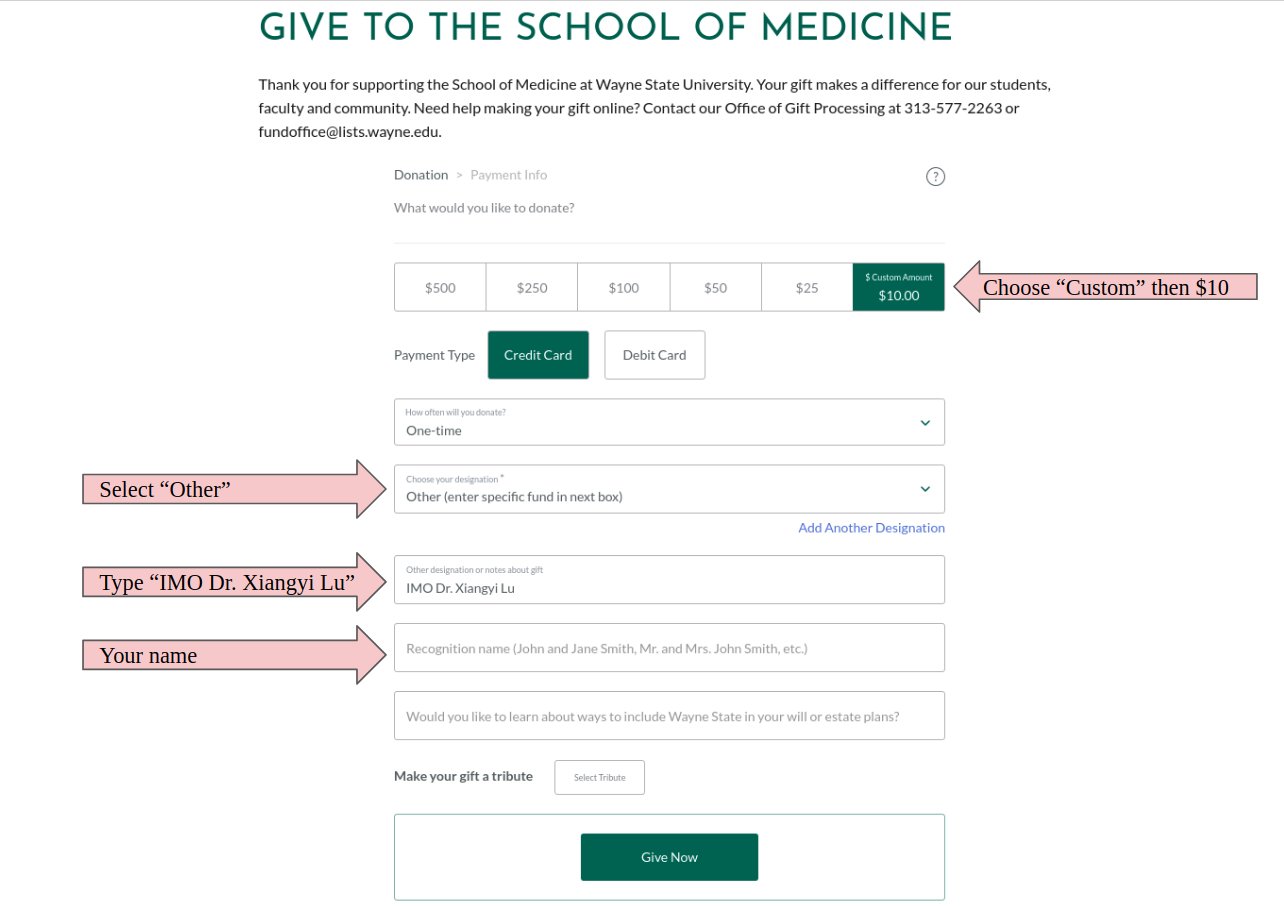 GIVE TO THE SCHOOL OF MEDICINE
Thank you for supporting the School of Medicine at Wayne State University. Your gift makes a difference for our students,
faculty and community. Need help making your gift online? Contact our Office of Gift Processing at 313-577-2263 or
fundoffice@lists.wayne.edu.
Donation > Payment Info ?
What would you like to donate?
$500 $250 $100 $50 $25 $ Custom Amount
$10.00
Choose “Custom” then $10
Payment Type Credit Card Debit Card
How often will you donate?
One-time
Select “Other”
Choose your designation *
Other (enter specific fund in next box)
Add Another Designation
Type “IMO Dr. Xiangyi Lu”
Other designation or notes about gift
IMO Dr. Xiangyi Lu
Your name
Recognition name (John and Jane Smith, Mr. and Mrs. John Smith, etc.)
Would you like to learn about ways to include Wayne State in your will or estate plans?
Make your gift a tribute Select Tribute
Give Now